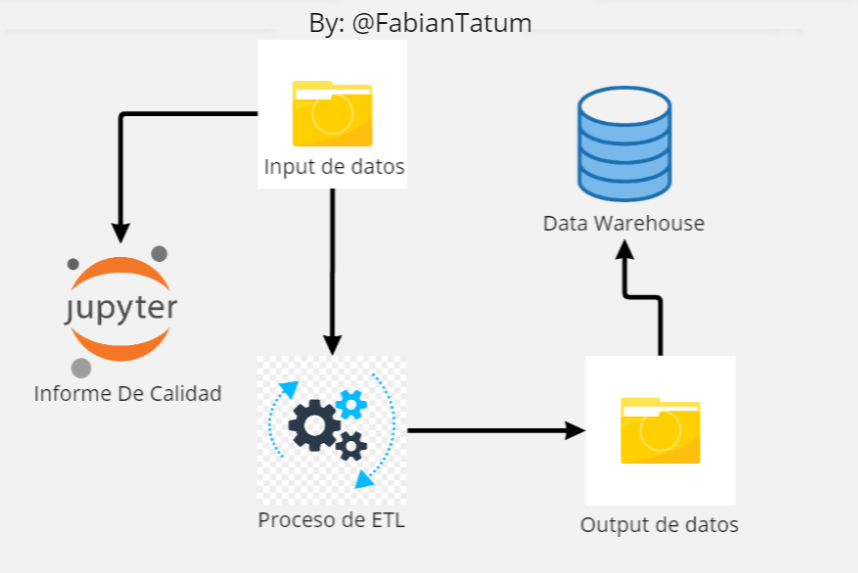 By: @FabianTatum
Input de datos
Data Warehouse
jupyter
Informe De Calidad
Proceso de ETL
Output de datos